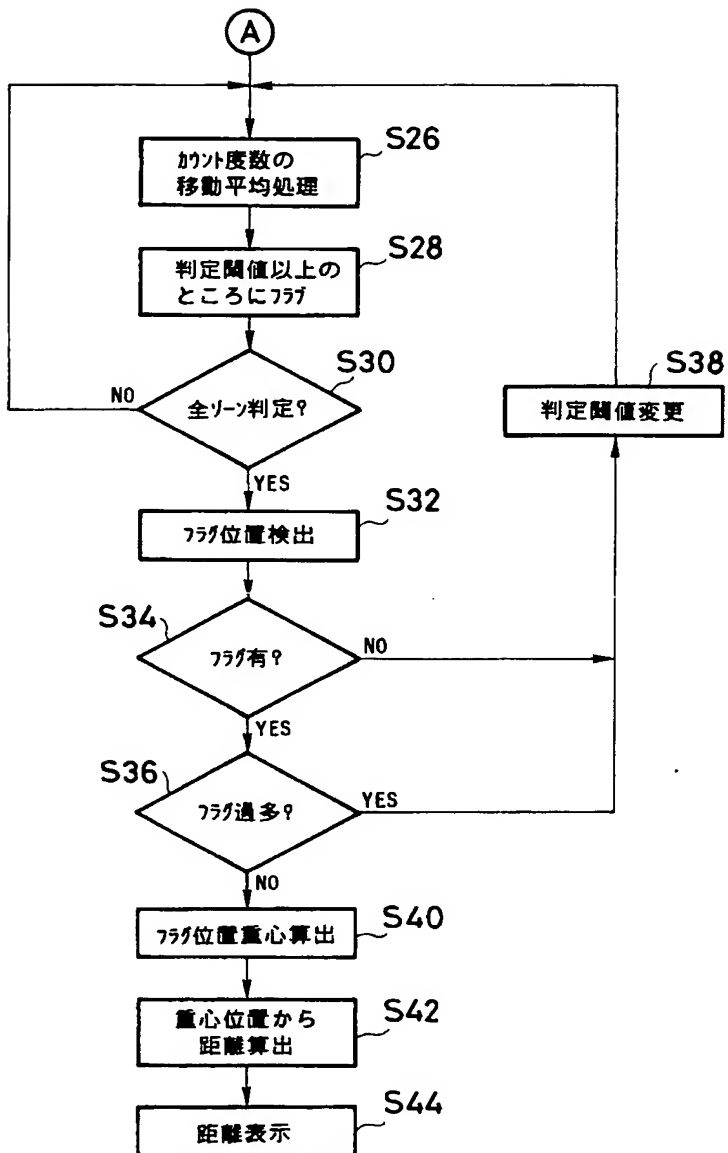 A
S26
カウント度数の
移動平均処理
S28
判定閾値以上の
ところにフラグ
S30
NO
全ゾーン判定?
S38
判定閾値変更
YES
S32
フラグ位置検出
S34
フラグ有?
NO
YES
S36
フラグ過多?
YES
NO
S40
フラグ位置重心算出
S42
重心位置から
距離算出
S44
距離表示